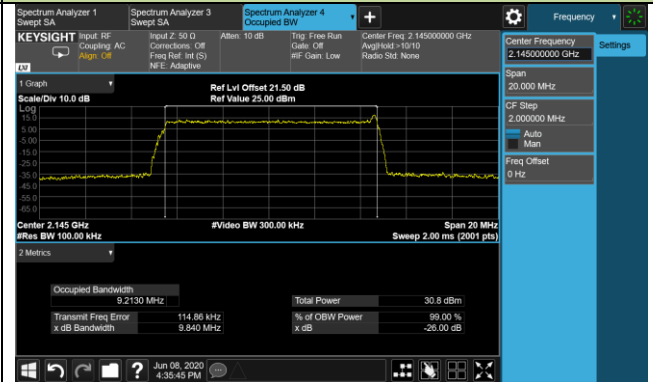 Spectrum Analyzer 1
Swept SA
Spectrum Analyzer 3
Swept SA
Spectrum Analyzer 4
Occupied BW
+
Frequency
KEYSIGHT
Input: RF
Coupling: AC
Align: Off
Input Z: 50 Ω
Corrections: Off
Freq Ref: Int (S)
NFE: Adaptive
Atten: 10 dB
Trig: Free Run
Gate: Off
#IF Gain: Low
Center Freq: 2.145000000 GHz
Avg|Hold:>10/10
Radio Std: None
LXI
Center Frequency
2.145000000 GHz
Settings
Span
20.000 MHz
CF Step
2.000000 MHz
Auto
Man
Freq Offset
0 Hz
1 Graph
Scale/Div 10.0 dB
Ref Lvl Offset 21.50 dB
Ref Value 25.00 dBm
Log
15.0
5.00
-5.00
-15.0
-25.0
-35.0
-45.0
-55.0
-65.0
Center 2.145 GHz
#Res BW 100.00 kHz
#Video BW 300.00 kHz
Span 20 MHz
Sweep 2.00 ms (2001 pts)
2 Metrics
Occupied Bandwidth
9.2130 MHz
Total Power 30.8 dBm
Transmit Freq Error 114.86 kHz
% of OBW Power 99.00 %
x dB Bandwidth 9.840 MHz
x dB -26.00 dB
?
Jun 08, 2020
4:35:45 PM